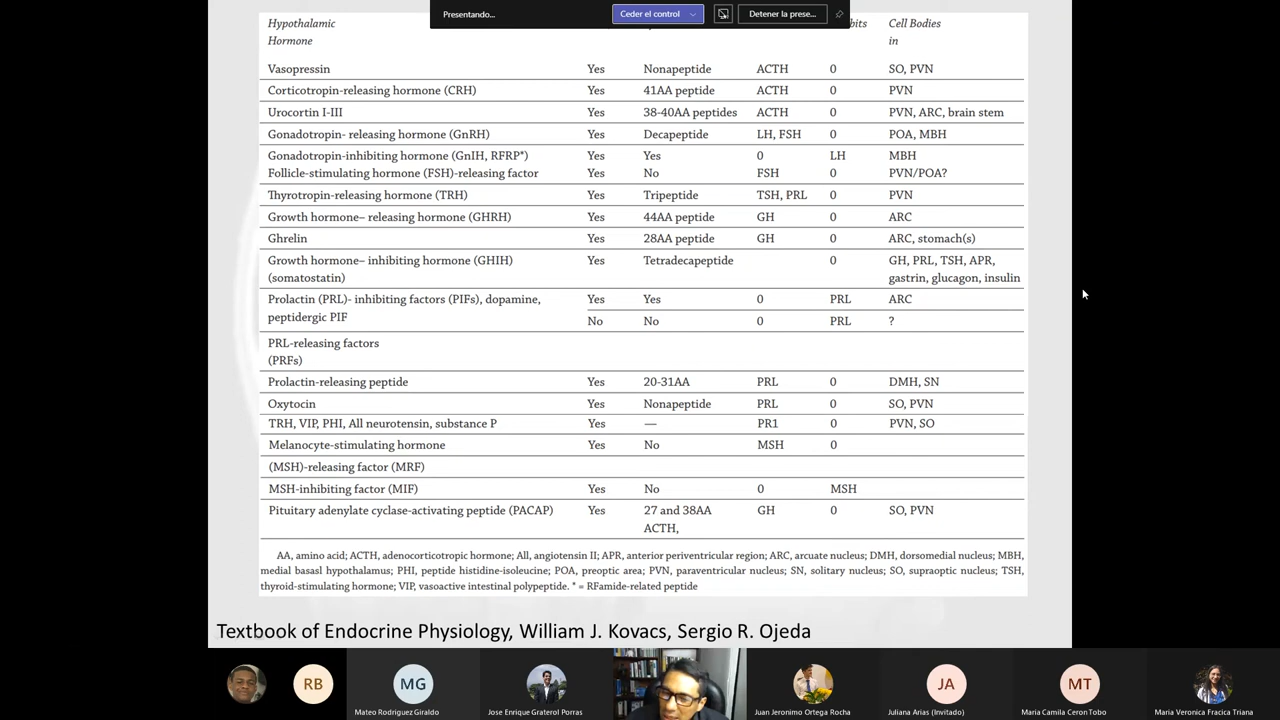 Presentando...
Ceder el control
Detener la prese...
Hypothalamic
Hormone
bits
Cell Bodies
in
Vasopressin Yes Nonapeptide ACTH 0 SO, PVN
Corticotropin-releasing hormone (CRH) Yes 41AA peptide ACTH 0 PVN
Urocortin I-III Yes 38-40AA peptides ACTH 0 PVN, ARC, brain stem
Gonadotropin- releasing hormone (GnRH) Yes Decapeptide LH, FSH 0 POA, MBH
Gonadotropin-inhibiting hormone (GnIH, RFRP*) Yes Yes 0 LH MBH
Follicle-stimulating hormone (FSH)-releasing factor Yes No FSH 0 PVN/POA?
Thyrotropin-releasing hormone (TRH) Yes Tripeptide TSH, PRL 0 PVN
Growth hormone– releasing hormone (GHRH) Yes 44AA peptide GH 0 ARC
Ghrelin Yes 28AA peptide GH 0 ARC, stomach(s)
Growth hormone– inhibiting hormone (GHIH) Yes Tetradecapeptide 0 GH, PRL, TSH, APR,
(somatostatin) gastrin, glucagon, insulin
Prolactin (PRL)- inhibiting factors (PIFs), dopamine, Yes Yes 0 PRL ARC
peptidergic PIF No No 0 PRL ?
PRL-releasing factors
(PRFs)
Prolactin-releasing peptide Yes 20-31AA PRL 0 DMH, SN
Oxytocin Yes Nonapeptide PRL 0 SO, PVN
TRH, VIP, PHI, All neurotensin, substance P Yes — PR1 0 PVN, SO
Melanocyte-stimulating hormone Yes No MSH 0
(MSH)-releasing factor (MRF)
MSH-inhibiting factor (MIF) Yes No 0 MSH
Pituitary adenylate cyclase-activating peptide (PACAP) Yes 27 and 38AA GH 0 SO, PVN
ACTH,
AA, amino acid; ACTH, adenocorticotropic hormone; All, angiotensin II; APR, anterior periventricular region; ARC, arcuate nucleus; DMH, dorsomedial nucleus; MBH,
medial basasl hypothalamus; PHI, peptide histidine-isoleucine; POA, preoptic area; PVN, paraventricular nucleus; SN, solitary nucleus; SO, supraoptic nucleus; TSH,
thyroid-stimulating hormone; VIP, vasoactive intestinal polypeptide. * = RFamide-related peptide
Textbook of Endocrine Physiology, William J. Kovacs, Sergio R. Ojeda
RB
MG
JA
MT
Mateo Rodriguez Giraldo
Jose Enrique Graterol Porras
Juan Jeronimo Ortega Rocha
Juliana Arias (Invitado)
Maria Camila Ceron Tobo
Maria Veronica Fracica Triana